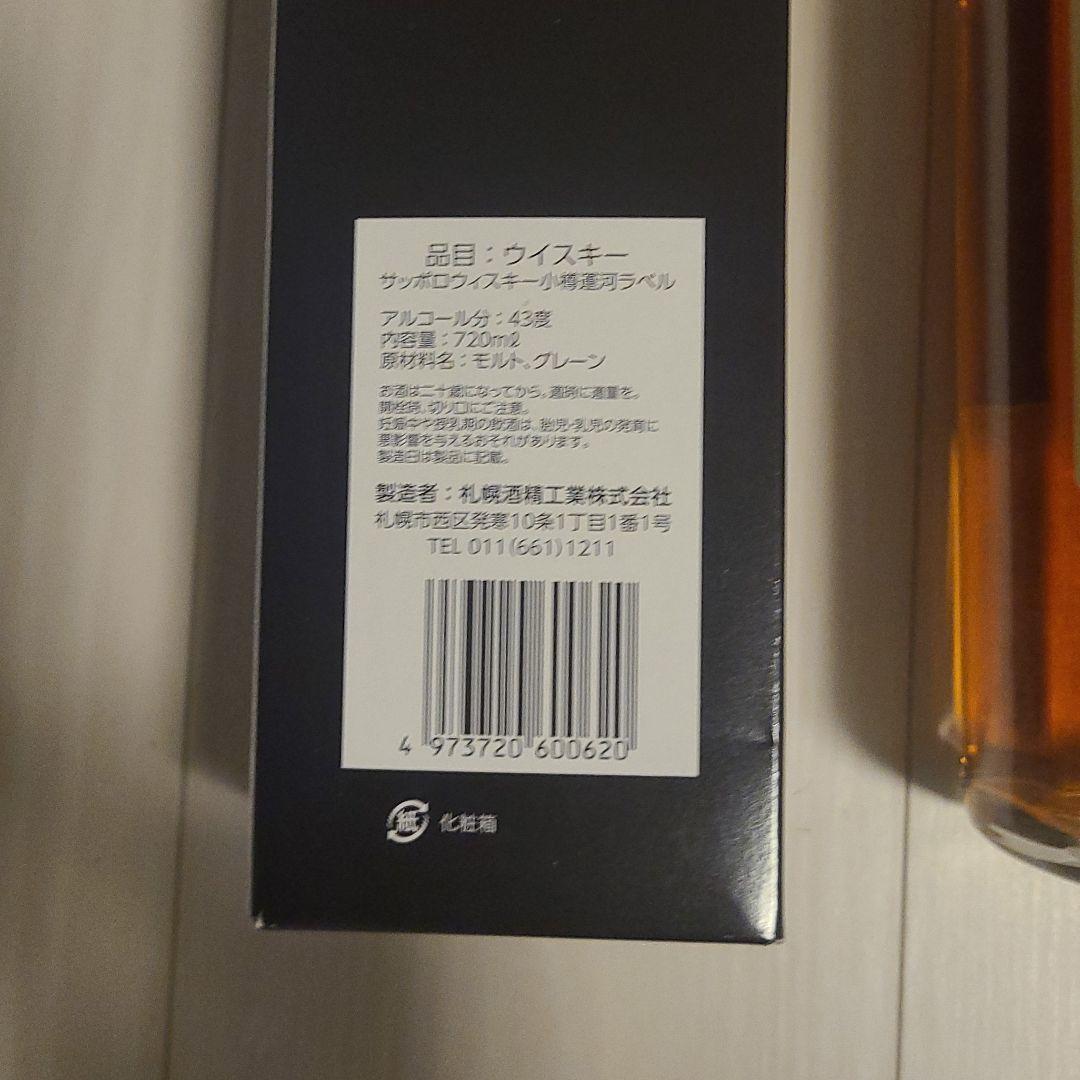 品目：ウイスキー
サッポロウィスキー小樽運河ラベル
アルコール分：43度
内容量：720mℓ
原材料名：モルト、グレーン
お酒は二十歳になってから。適時に適量を。
開栓時、切り口にご注意。
妊娠中や授乳期の飲酒は、胎児・乳児の発育に
悪影響を与えるおそれがあります。
製造日は製品に記載。
製造者：札幌酒精工業株式会社
札幌市西区発寒10条1丁目1番1号
TEL 011(661)1211
4 973720 600620
紙 化粧箱